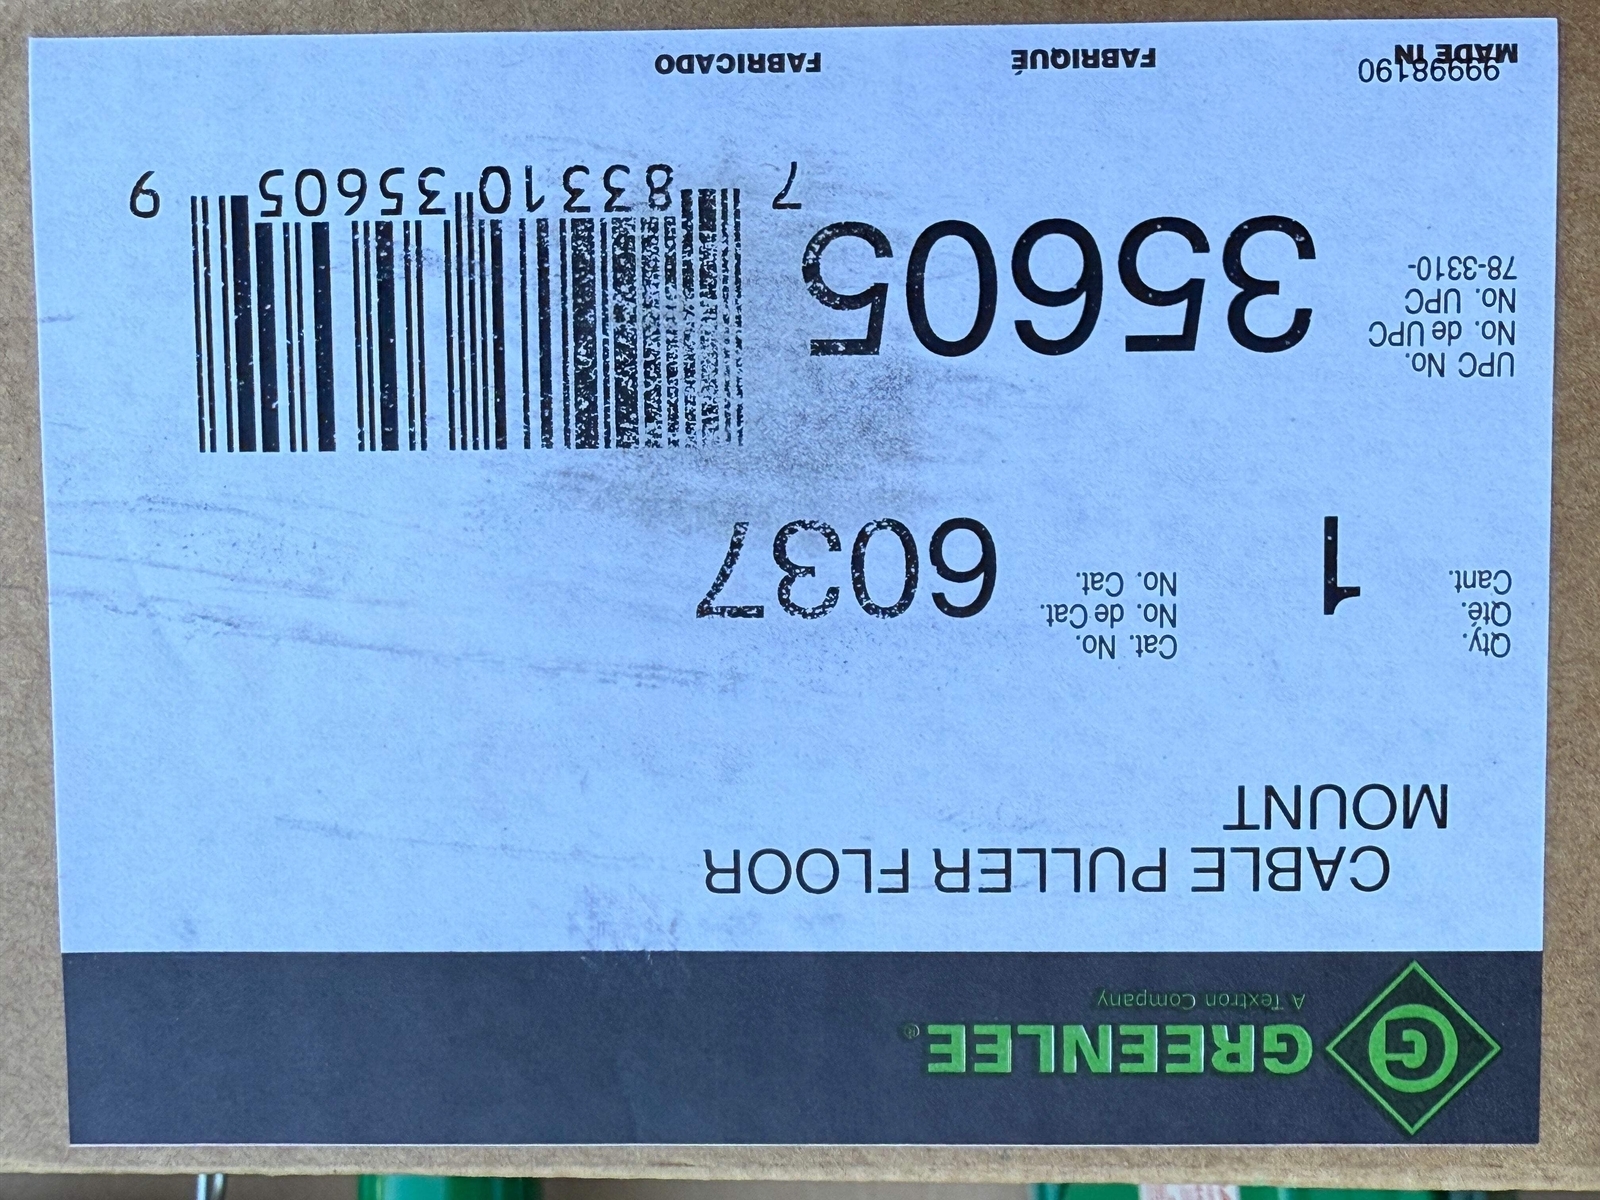 GREENLEE®
A Textron Company
CABLE PULLER FLOOR
MOUNT
Qty.
Qté.
Cant.
1
Cat. No.
No. de Cat.
No. Cat.
6037
UPC No.
No. de UPC
No. UPC
78-3310-
35605
7 83310 35605 9
99998190
MADE IN
FABRIQUÉ
FABRICADO